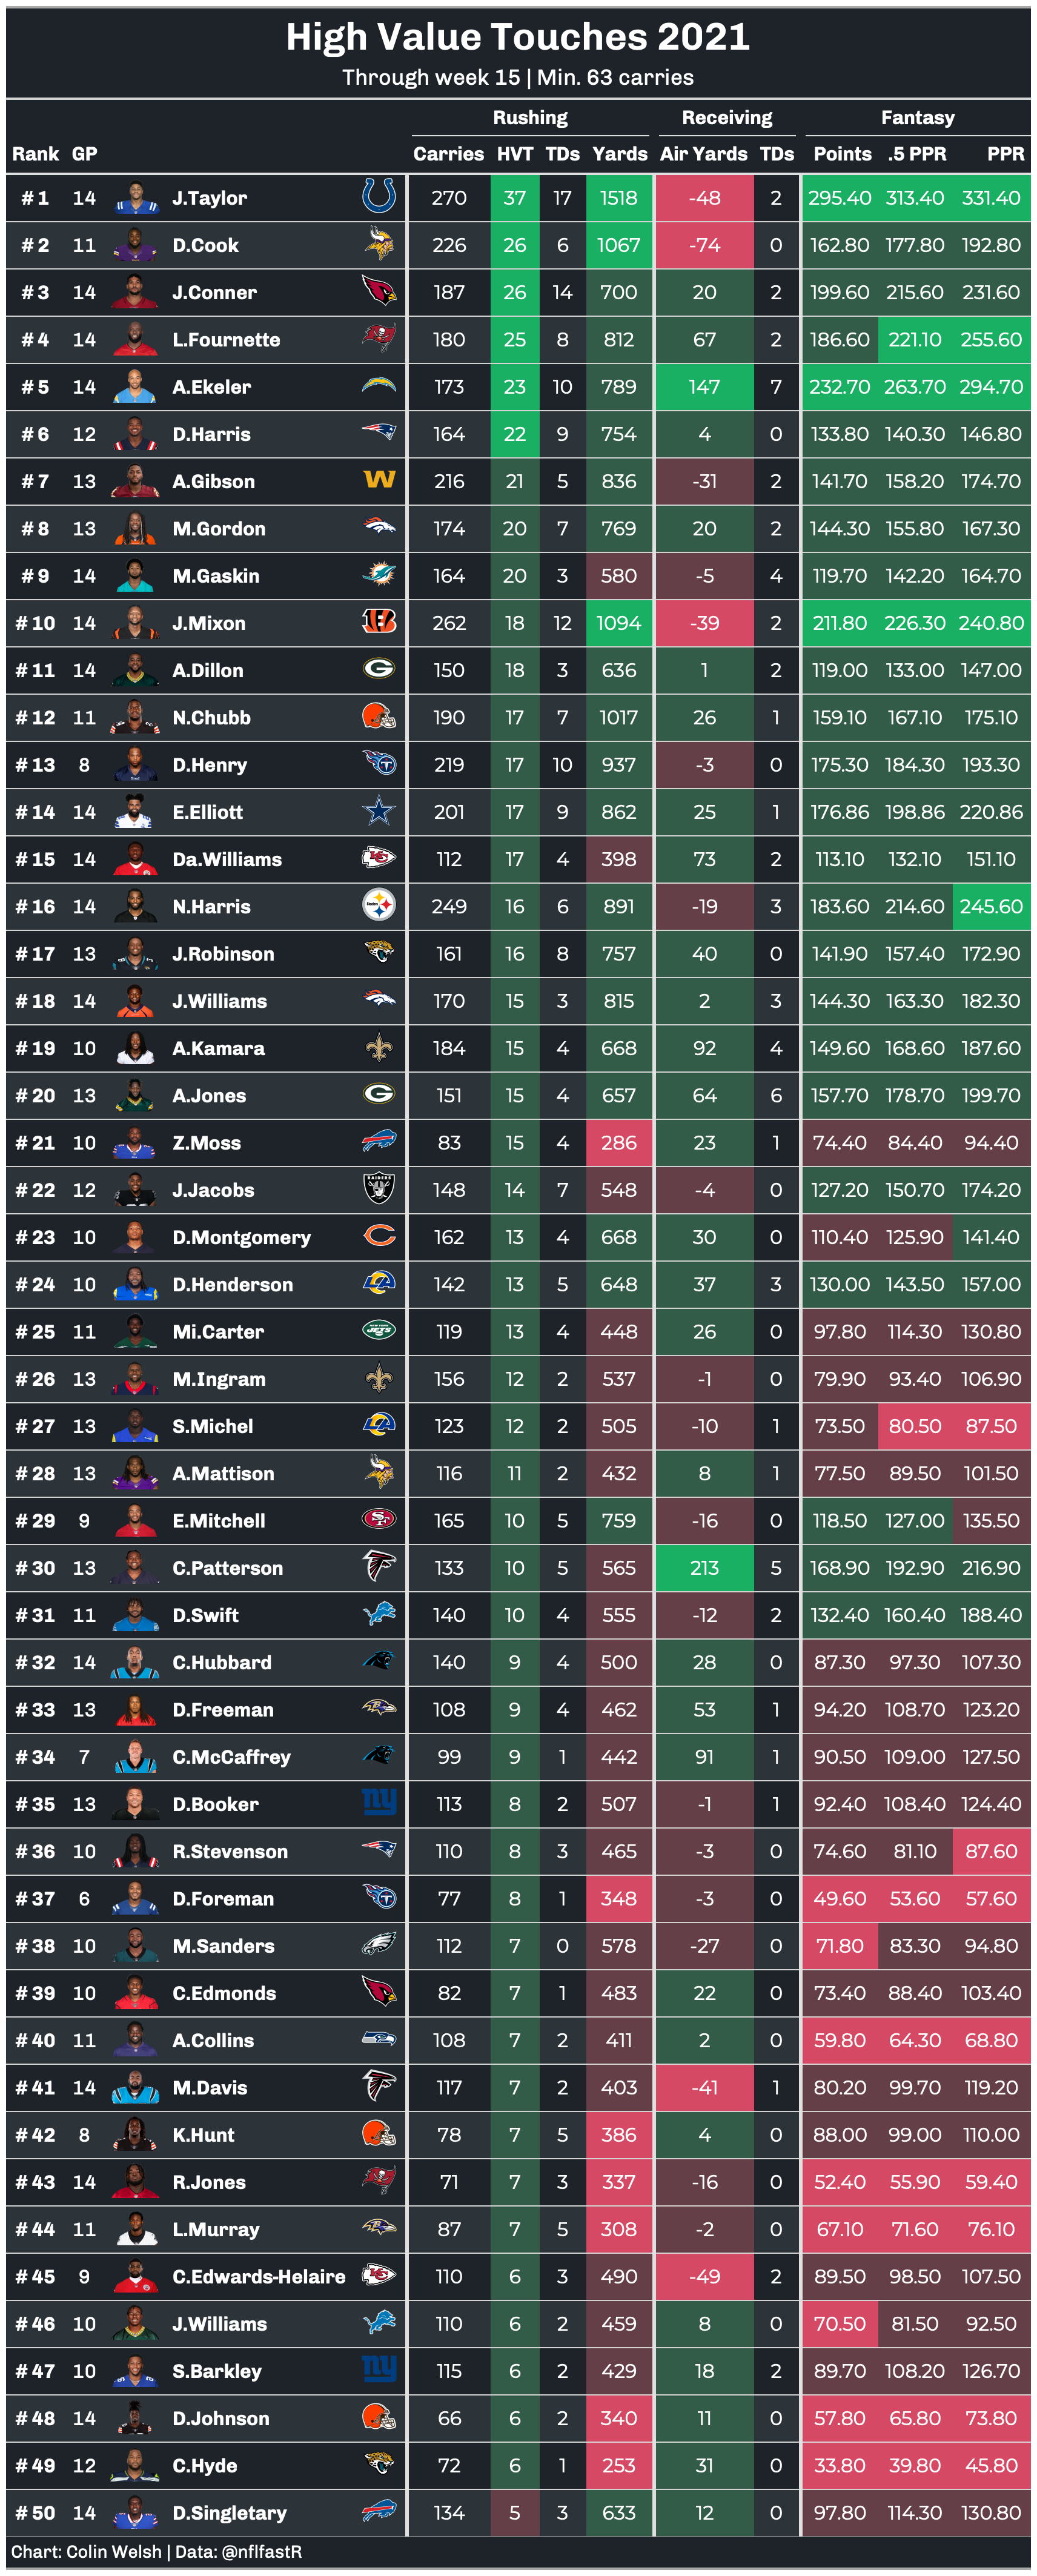 High Value Touches 2021
Through week 15 | Min. 63 carries
Rushing Receiving Fantasy
Rank GP Carries HVT TDs Yards Air Yards TDs Points .5 PPR PPR
# 1 14 J.Taylor 270 37 17 1518 -48 2 295.40 313.40 331.40
# 2 11 D.Cook 226 26 6 1067 -74 0 162.80 177.80 192.80
# 3 14 J.Conner 187 26 14 700 20 2 199.60 215.60 231.60
# 4 14 L.Fournette 180 25 8 812 67 2 186.60 221.10 255.60
# 5 14 A.Ekeler 173 23 10 789 147 7 232.70 263.70 294.70
# 6 12 D.Harris 164 22 9 754 4 0 133.80 140.30 146.80
# 7 13 A.Gibson W 216 21 5 836 -31 2 141.70 158.20 174.70
# 8 13 M.Gordon 174 20 7 769 20 2 144.30 155.80 167.30
# 9 14 M.Gaskin 164 20 3 580 -5 4 119.70 142.20 164.70
# 10 14 J.Mixon 262 18 12 1094 -39 2 211.80 226.30 240.80
# 11 14 A.Dillon G 150 18 3 636 1 2 119.00 133.00 147.00
# 12 11 N.Chubb 190 17 7 1017 26 1 159.10 167.10 175.10
# 13 8 D.Henry 219 17 10 937 -3 0 175.30 184.30 193.30
# 14 14 E.Elliott 201 17 9 862 25 1 176.86 198.86 220.86
# 15 14 Da.Williams KC 112 17 4 398 73 2 113.10 132.10 151.10
# 16 14 N.Harris 249 16 6 891 -19 3 183.60 214.60 245.60
# 17 13 J.Robinson 161 16 8 757 40 0 141.90 157.40 172.90
# 18 14 J.Williams 170 15 3 815 2 3 144.30 163.30 182.30
# 19 10 A.Kamara 184 15 4 668 92 4 149.60 168.60 187.60
# 20 13 A.Jones G 151 15 4 657 64 6 157.70 178.70 199.70
# 21 10 Z.Moss 83 15 4 286 23 1 74.40 84.40 94.40
# 22 12 J.Jacobs RAIDERS 148 14 7 548 -4 0 127.20 150.70 174.20
# 23 10 D.Montgomery C 162 13 4 668 30 0 110.40 125.90 141.40
# 24 10 D.Henderson LA 142 13 5 648 37 3 130.00 143.50 157.00
# 25 11 Mi.Carter JETS 119 13 4 448 26 0 97.80 114.30 130.80
# 26 13 M.Ingram 156 12 2 537 -1 0 79.90 93.40 106.90
# 27 13 S.Michel LA 123 12 2 505 -10 1 73.50 80.50 87.50
# 28 13 A.Mattison 116 11 2 432 8 1 77.50 89.50 101.50
# 29 9 E.Mitchell SF 165 10 5 759 -16 0 118.50 127.00 135.50
# 30 13 C.Patterson 133 10 5 565 213 5 168.90 192.90 216.90
# 31 11 D.Swift 140 10 4 555 -12 2 132.40 160.40 188.40
# 32 14 C.Hubbard 140 9 4 500 28 0 87.30 97.30 107.30
# 33 13 D.Freeman 108 9 4 462 53 1 94.20 108.70 123.20
# 34 7 C.McCaffrey 99 9 1 442 91 1 90.50 109.00 127.50
# 35 13 D.Booker ny 113 8 2 507 -1 1 92.40 108.40 124.40
# 36 10 R.Stevenson 110 8 3 465 -3 0 74.60 81.10 87.60
# 37 6 D.Foreman 77 8 1 348 -3 0 49.60 53.60 57.60
# 38 10 M.Sanders 112 7 0 578 -27 0 71.80 83.30 94.80
# 39 10 C.Edmonds 82 7 1 483 22 0 73.40 88.40 103.40
# 40 11 A.Collins 108 7 2 411 2 0 59.80 64.30 68.80
# 41 14 M.Davis 117 7 2 403 -41 1 80.20 99.70 119.20
# 42 8 K.Hunt 78 7 5 386 4 0 88.00 99.00 110.00
# 43 14 R.Jones 71 7 3 337 -16 0 52.40 55.90 59.40
# 44 11 L.Murray 87 7 5 308 -2 0 67.10 71.60 76.10
# 45 9 C.Edwards-Helaire KC 110 6 3 490 -49 2 89.50 98.50 107.50
# 46 10 J.Williams 110 6 2 459 8 0 70.50 81.50 92.50
# 47 10 S.Barkley ny 115 6 2 429 18 2 89.70 108.20 126.70
# 48 14 D.Johnson 66 6 2 340 11 0 57.80 65.80 73.80
# 49 12 C.Hyde 72 6 1 253 31 0 33.80 39.80 45.80
# 50 14 D.Singletary 134 5 3 633 12 0 97.80 114.30 130.80
Chart: Colin Welsh | Data: @nflfastR